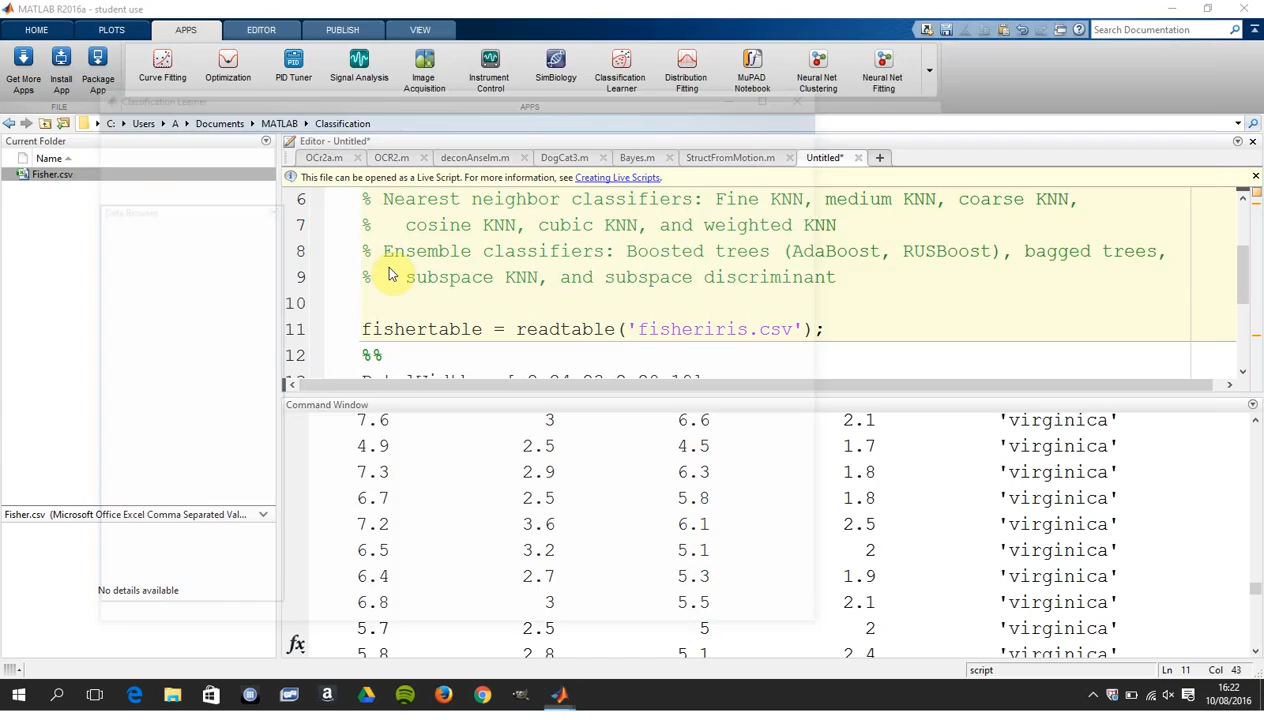 MATLAB R2016a - student use
HOME PLOTS APPS EDITOR PUBLISH VIEW Search Documentation
Get More Apps
Install App
Package App
Curve Fitting
Optimization
PID Tuner
Signal Analysis
Image Acquisition
Instrument Control
SimBiology
Classification Learner
Distribution Fitting
MuPAD Notebook
Neural Net Clustering
Neural Net Fitting
FILE APPS
Classification Learner
C: Users A Documents MATLAB Classification
Current Folder
Name
Fisher.csv
Data Browser
Editor - Untitled*
OCr2a.m OCR2.m deconAnselm.m DogCat3.m Bayes.m StructFromMotion.m Untitled*
This file can be opened as a Live Script. For more information, see Creating Live Scripts.
6 % Nearest neighbor classifiers: Fine KNN, medium KNN, coarse KNN,
7 % cosine KNN, cubic KNN, and weighted KNN
8 % Ensemble classifiers: Boosted trees (AdaBoost, RUSBoost), bagged trees,
9 % subspace KNN, and subspace discriminant
10
11 fishertable = readtable('fisheriris.csv');
12 %%
Command Window
7.6 3 6.6 2.1 'virginica'
4.9 2.5 4.5 1.7 'virginica'
7.3 2.9 6.3 1.8 'virginica'
6.7 2.5 5.8 1.8 'virginica'
7.2 3.6 6.1 2.5 'virginica'
6.5 3.2 5.1 2 'virginica'
6.4 2.7 5.3 1.9 'virginica'
6.8 3 5.5 2.1 'virginica'
5.7 2.5 5 2 'virginica'
5.8 2.8 5.1 2.4 'virginica'
fx
Fisher.csv (Microsoft Office Excel Comma Separated Val...
No details available
script Ln 11 Col 43
16:22
10/08/2016